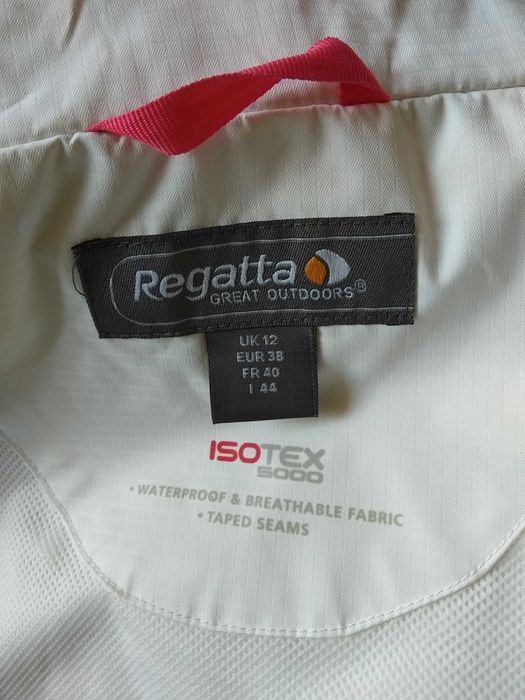 Regatta
GREAT OUTDOORS®
UK 12
EUR 38
FR 40
I 44
ISOTEX
5000
• WATERPROOF & BREATHABLE FABRIC
• TAPED SEAMS